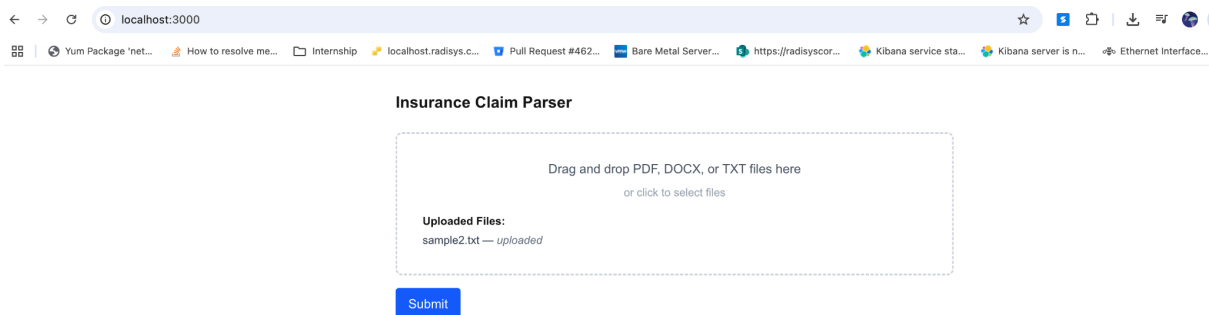 localhost:3000
Yum Package 'net... How to resolve me... Internship localhost.radisys.c... Pull Request #462... Bare Metal Server... https://radisyscor... Kibana service sta... Kibana server is n... Ethernet Interface...
Insurance Claim Parser
Drag and drop PDF, DOCX, or TXT files here
or click to select files
Uploaded Files:
sample2.txt — uploaded
Submit